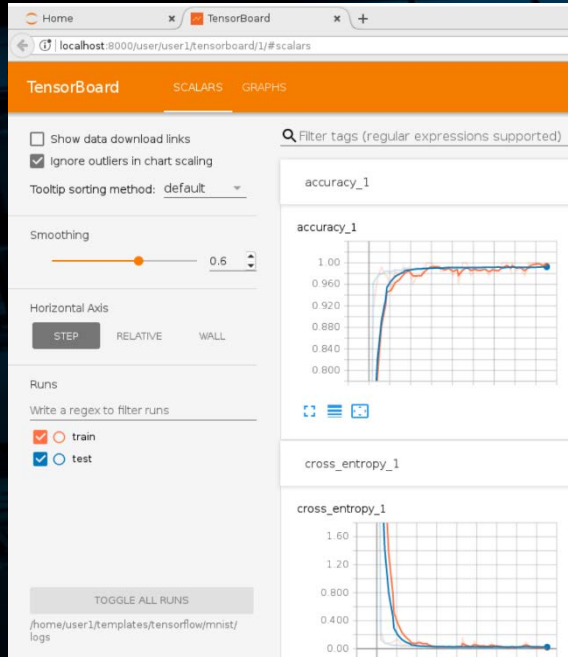 Home
TensorBoard
localhost:8000/user/user1/tensorboard/1/#scalars
TensorBoard SCALARS GRAPHS
Show data download links
Ignore outliers in chart scaling
Tooltip sorting method: default
Smoothing
0.6
Horizontal Axis
STEP RELATIVE WALL
Runs
Write a regex to filter runs
train
test
TOGGLE ALL RUNS
/home/user1/templates/tensorflow/mnist/
logs
Filter tags (regular expressions supported)
accuracy_1
accuracy_1
1.00
0.960
0.920
0.880
0.840
0.800
cross_entropy_1
cross_entropy_1
1.60
1.20
0.800
0.400
0.00